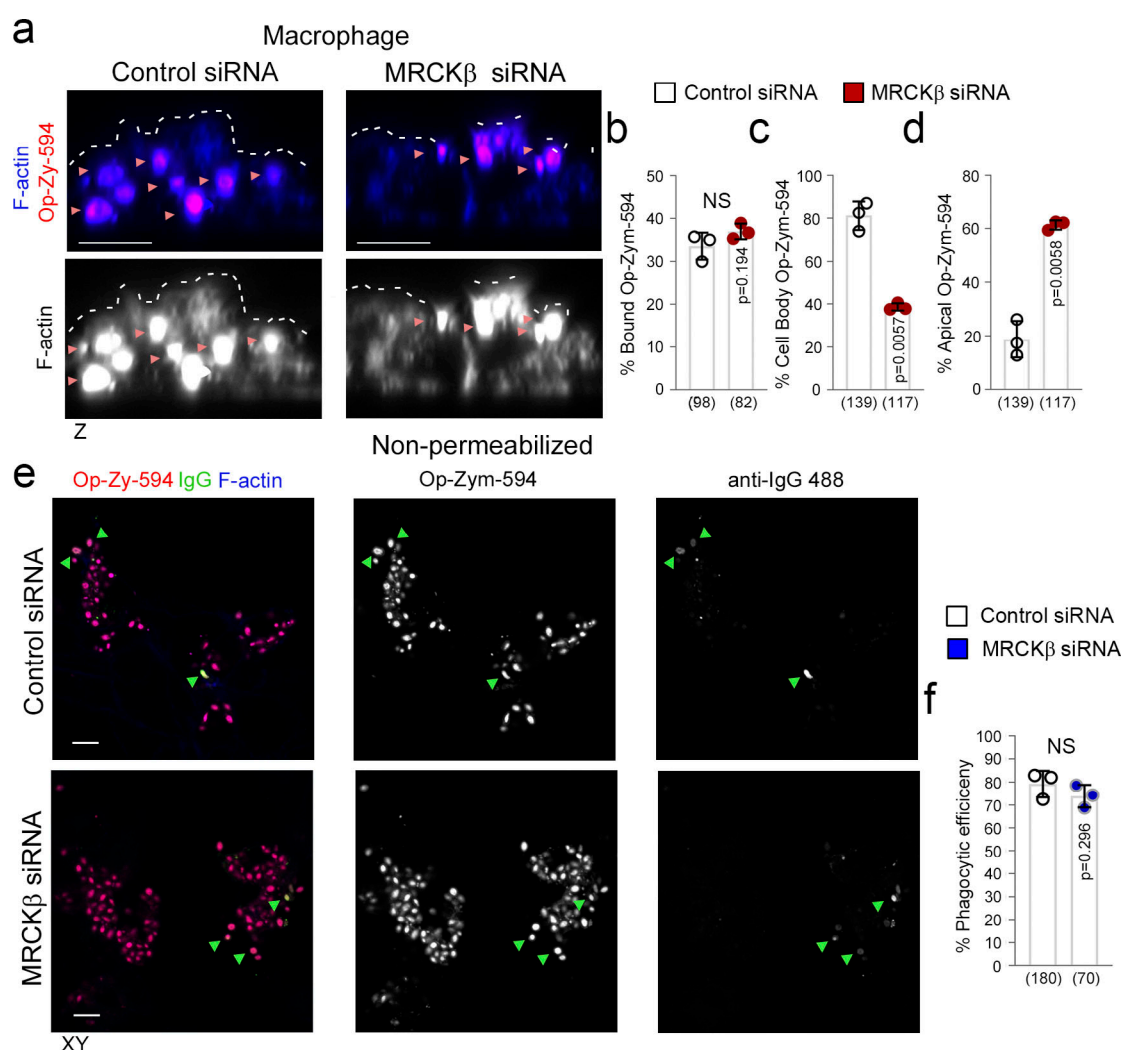 a
Macrophage
Control siRNA
MRCKβ siRNA
F-actin
Op-Zy-594
F-actin
Z
Control siRNA
MRCKβ siRNA
b
c
d
% Bound Op-Zym-594
50
40
30
20
10
0
NS
p=0.194
(98) (82)
% Cell Body Op-Zym-594
100
80
60
40
20
0
p=0.0057
(139) (117)
% Apical Op-Zym-594
80
60
40
20
0
p=0.0058
(139) (117)
Non-permeabilized
e
Op-Zy-594 IgG F-actin
Op-Zym-594
anti-IgG 488
Control siRNA
MRCKβ siRNA
XY
Control siRNA
MRCKβ siRNA
f
% Phagocytic efificeny
100
90
80
70
60
50
40
30
20
10
0
NS
p=0.296
(180) (70)